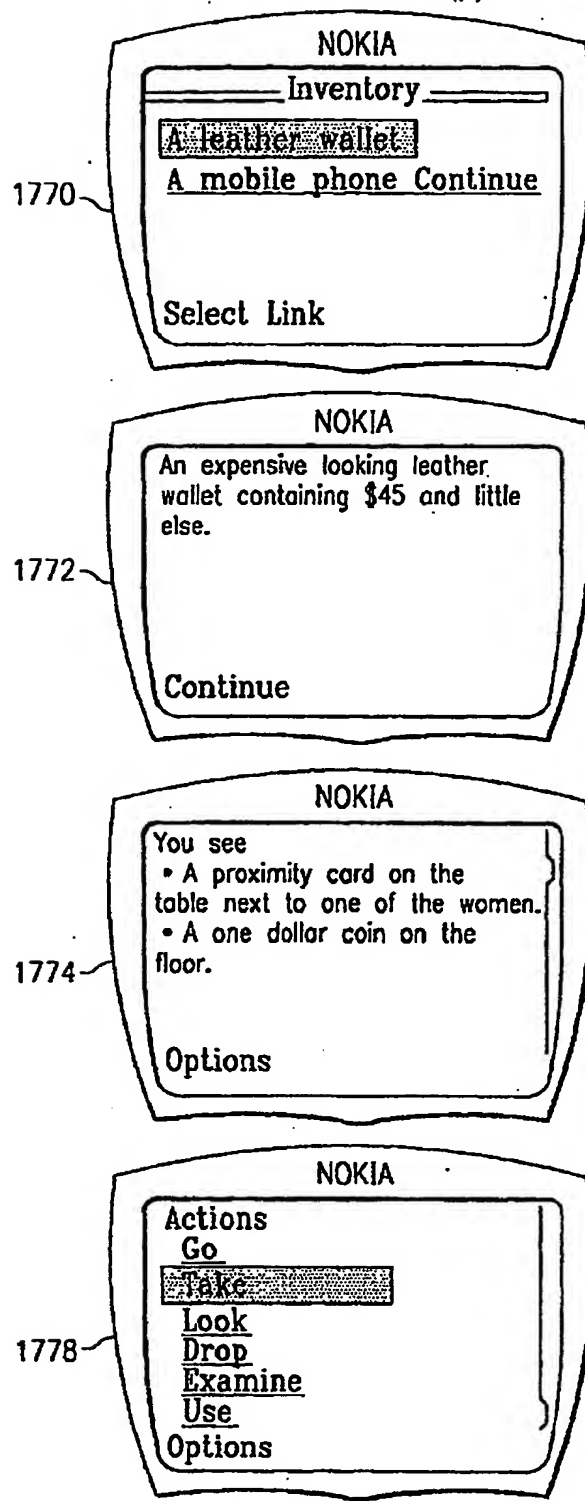 NOKIA
Inventory
A leather wallet
A mobile phone Continue
1770
Select Link
NOKIA
An expensive looking leather
wallet containing $45 and little
else.
1772
Continue
NOKIA
You see
• A proximity card on the
table next to one of the women.
• A one dollar coin on the
floor.
1774
Options
NOKIA
Actions
Go
Take
Look
Drop
1778
Examine
Use
Options